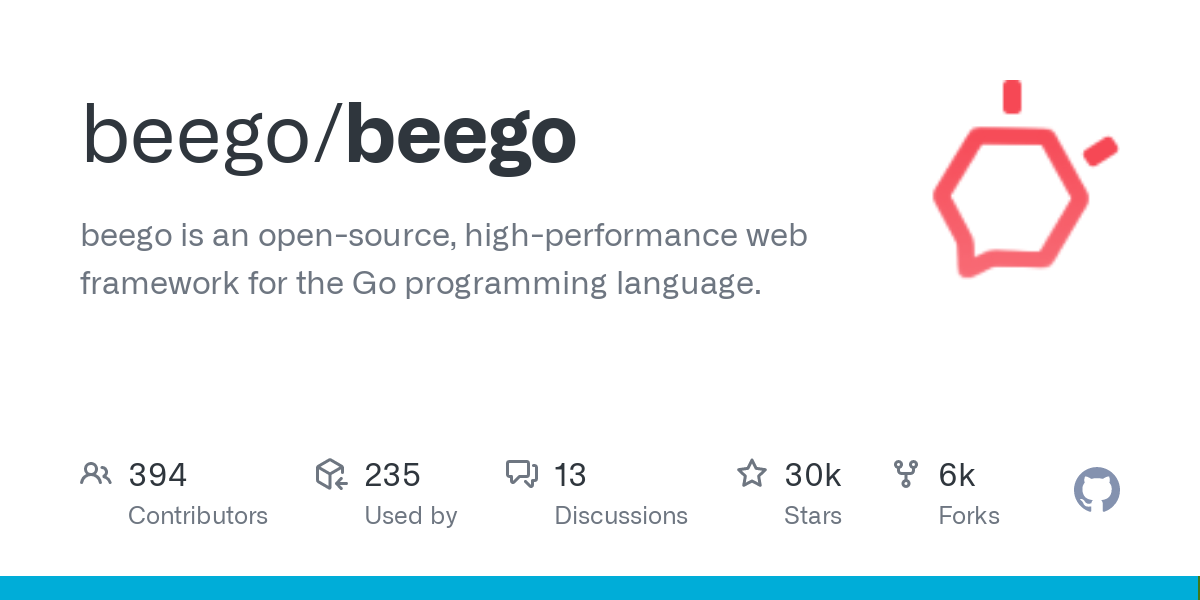 beego/beego
beego is an open-source, high-performance web
framework for the Go programming language.
394 235 13 30k 6k
Contributors Used by Discussions Stars Forks